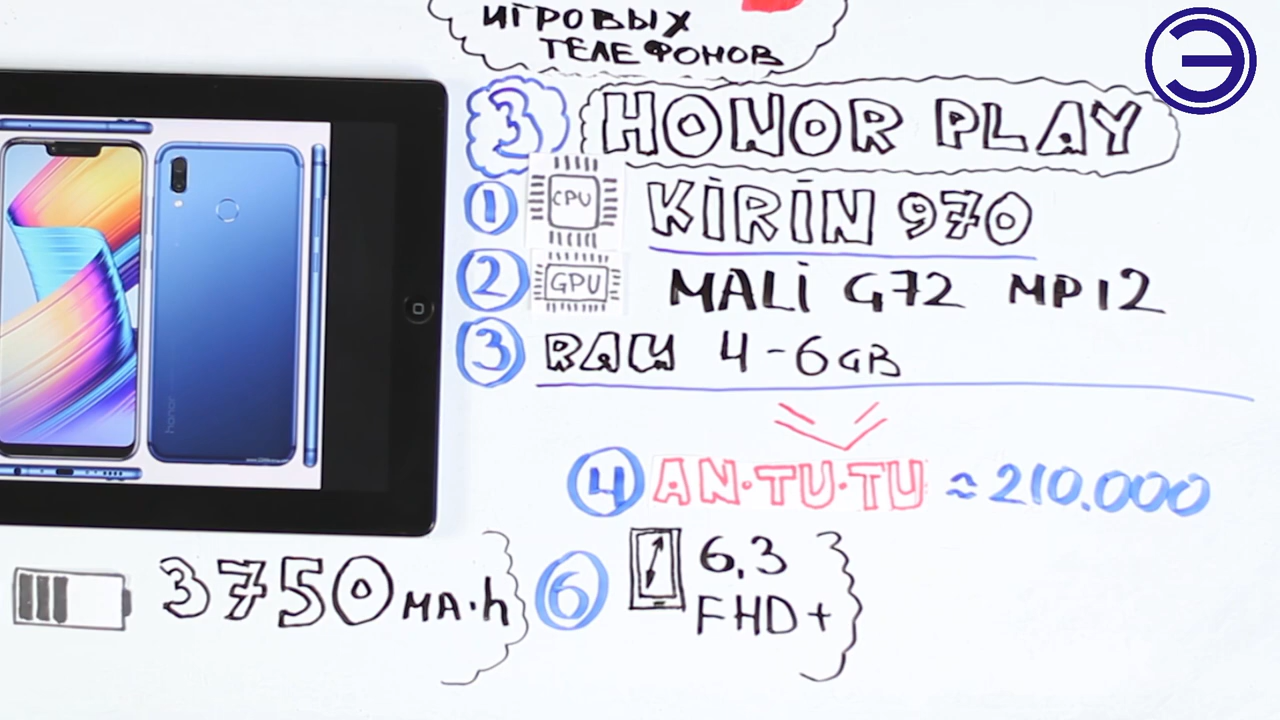 ИГРОВЫХ
ТЕЛЕФОНОВ
Э
3 HONOR PLAY
1 CPU KIRIN 970
2 GPU MALI G72 MP12
3 RAM 4-6GB
4 AN·TU·TU ≈ 210.000
honor
3750 MA·h
6 6,3
FHD+